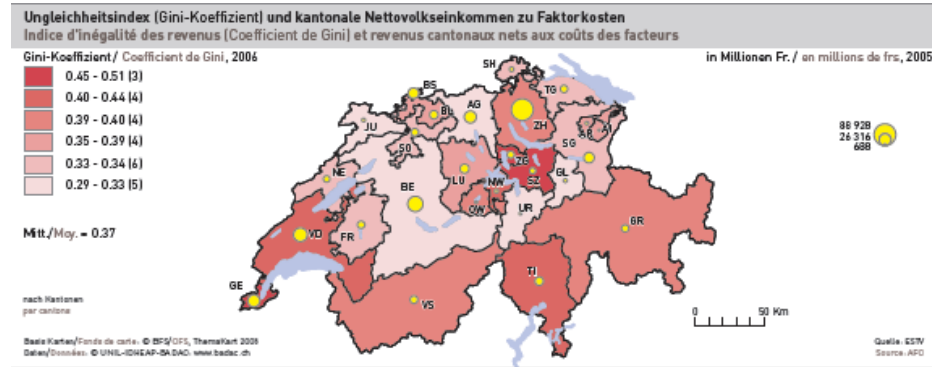 Ungleichheitsindex (Gini-Koeffizient) und kantonale Nettovolkseinkommen zu Faktorkosten
Indice d'inégalité des revenus (Coefficient de Gini) et revenus cantonaux nets aux coûts des facteurs
Gini-Koeffizient/ Coefficient de Gini, 2006
in Millionen Fr./ en millions de frs, 2005
0.45 - 0.51 (3)
0.40 - 0.44 (4)
0.39 - 0.40 (4)
0.35 - 0.39 (4)
0.33 - 0.34 (6)
0.29 - 0.33 (5)
Mitt./Moy. = 0.37
88 928
26 316
688
SH
BS
TG
BL
AG
ZH
JU
AR
AI
SO
SG
ZG
NE
LU
NW
SZ
GL
BE
OW
UR
VD
FR
GR
GE
TI
VS
nach Kantonen
par cantons
0 50 Km
Basis Karten/Fonds de carte: © BFS/OFS, ThemaKart 2008
Daten/Données: © UNIL-IDHEAP-BADAC. www.badac.ch
Quelle: ESTV
Source: AFC